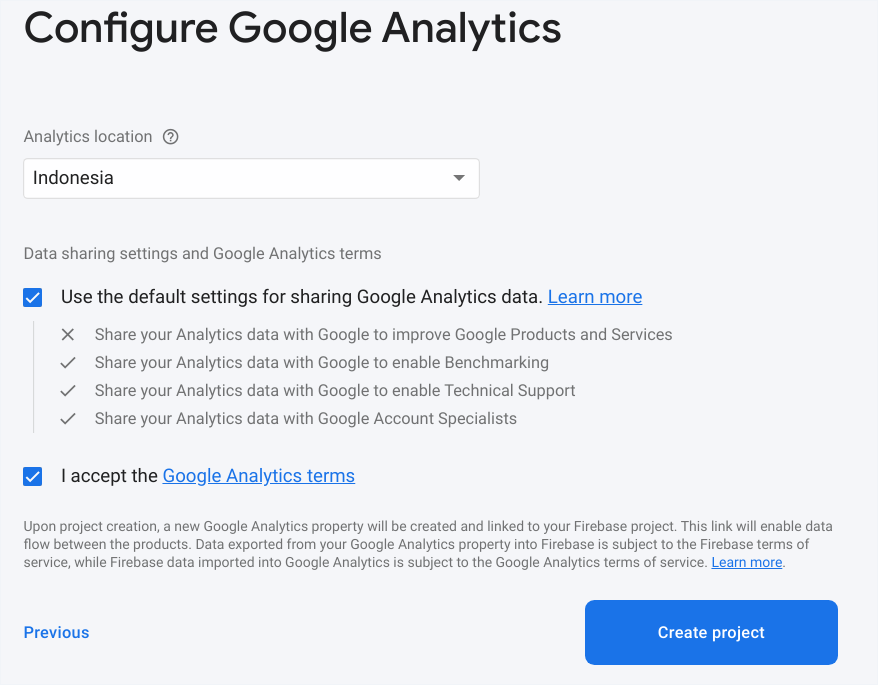 Configure Google Analytics
Analytics location
Indonesia
Data sharing settings and Google Analytics terms
Use the default settings for sharing Google Analytics data. Learn more
Share your Analytics data with Google to improve Google Products and Services
Share your Analytics data with Google to enable Benchmarking
Share your Analytics data with Google to enable Technical Support
Share your Analytics data with Google Account Specialists
I accept the Google Analytics terms
Upon project creation, a new Google Analytics property will be created and linked to your Firebase project. This link will enable data
flow between the products. Data exported from your Google Analytics property into Firebase is subject to the Firebase terms of
service, while Firebase data imported into Google Analytics is subject to the Google Analytics terms of service. Learn more.
Previous
Create project